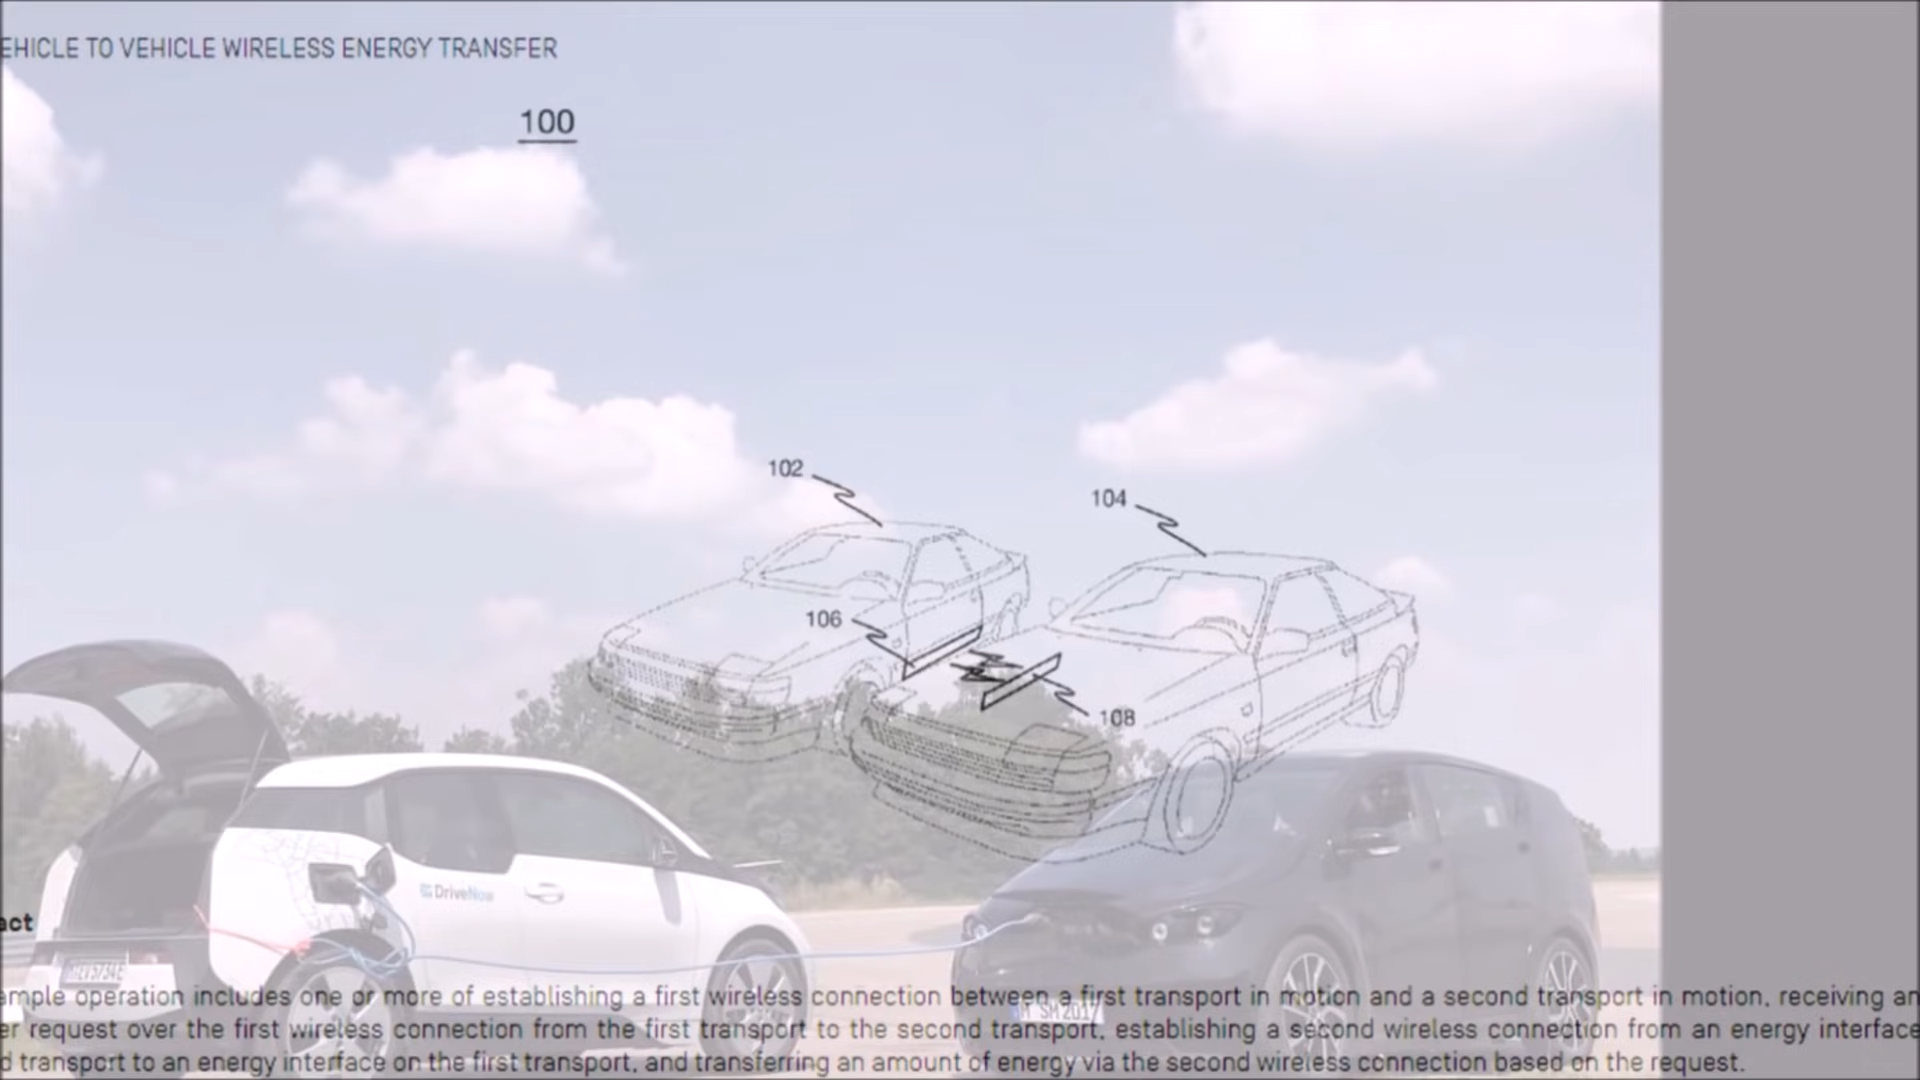 EHICLE TO VEHICLE WIRELESS ENERGY TRANSFER
100
102
104
106
108
DriveNow
act
ample operation includes one or more of establishing a first wireless connection between a first transport in motion and a second transport in motion, receiving an
er request over the first wireless connection from the first transport to the second transport, establishing a second wireless connection from an energy interface
d transport to an energy interface on the first transport, and transferring an amount of energy via the second wireless connection based on the request.